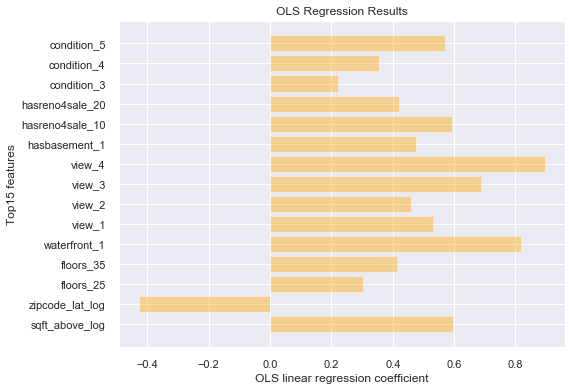 OLS Regression Results
Top15 features
condition_5
condition_4
condition_3
hasreno4sale_20
hasreno4sale_10
hasbasement_1
view_4
view_3
view_2
view_1
waterfront_1
floors_35
floors_25
zipcode_lat_log
sqft_above_log
−0.4 −0.2 0.0 0.2 0.4 0.6 0.8
OLS linear regression coefficient